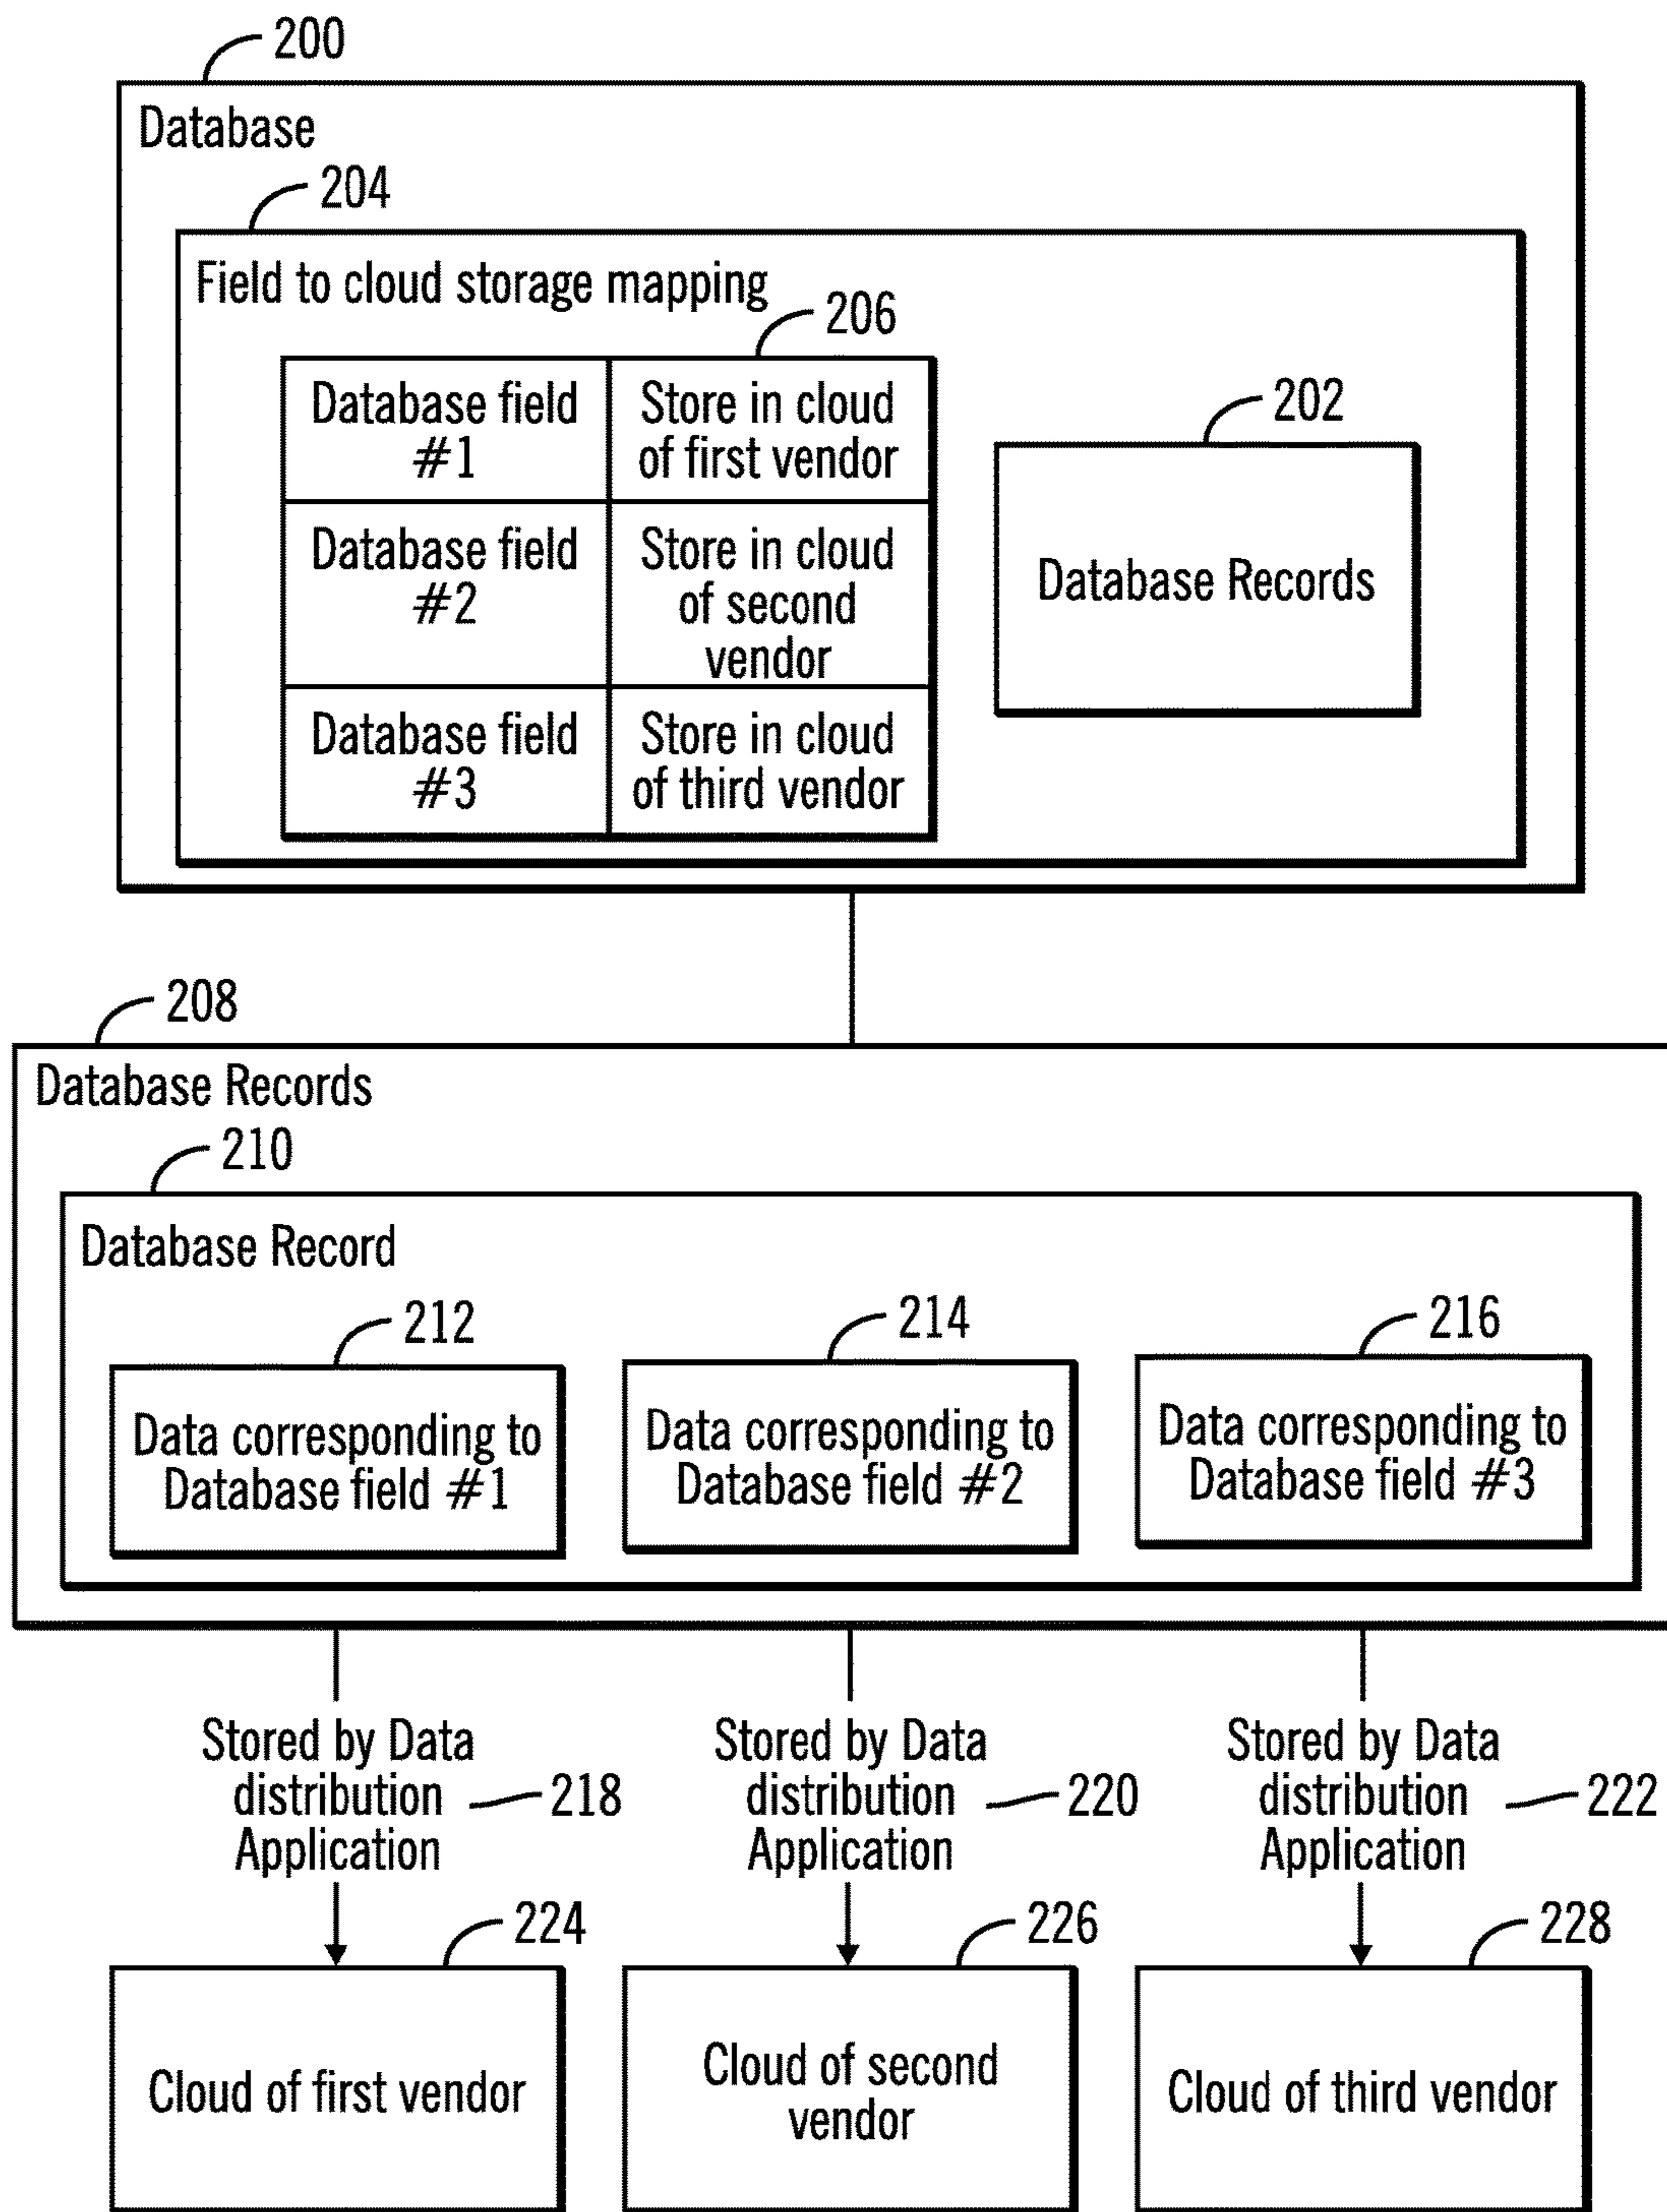 200
Database
204
Field to cloud storage mapping
206
Database field
#1
Store in cloud
of first vendor
202
Database Records
Database field
#2
Store in cloud
of second
vendor
Database field
#3
Store in cloud
of third vendor
208
Database Records
210
Database Record
212
Data corresponding to
Database field #1
214
Data corresponding to
Database field #2
216
Data corresponding to
Database field #3
Stored by Data
distribution
Application
218
Stored by Data
distribution
Application
220
Stored by Data
distribution
Application
222
224
Cloud of first vendor
226
Cloud of second
vendor
228
Cloud of third vendor